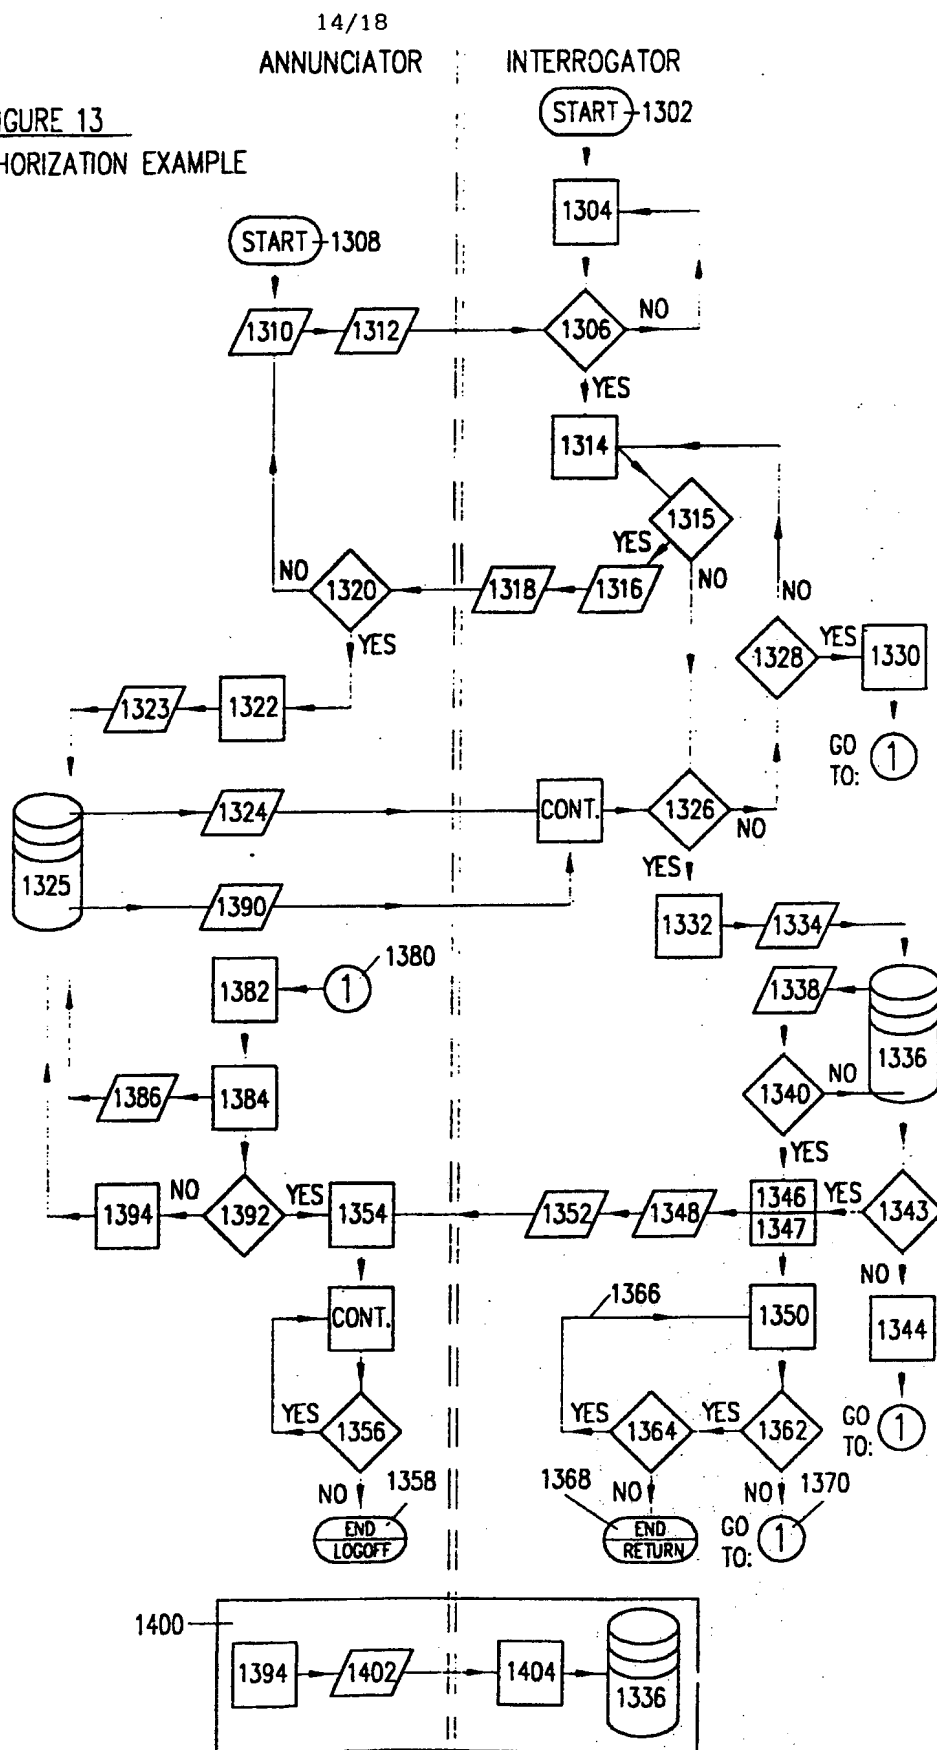 14/18
ANNUNCIATOR INTERROGATOR
IGURE 13
HORIZATION EXAMPLE
START 1302
1304
START 1308
1310 1312 1306 NO
YES
1314
1315
YES NO
NO 1320 1318 1316 NO
YES
1328 YES 1330
1323 1322
GO TO: 1
1324 CONT. 1326 NO
1325
YES
1390
1332 1334
1380
1382 1 1338
1336
1386 1384 1340 NO
YES
1394 NO 1392 YES 1354 1352 1348 1346 YES 1343
1347
NO
1366
CONT. 1350 1344
YES 1356 YES 1364 YES 1362 GO TO: 1
NO 1358 1368 NO NO 1370
END
LOGOFF
END
RETURN
GO TO: 1
1400
1394 1402 1404 1336